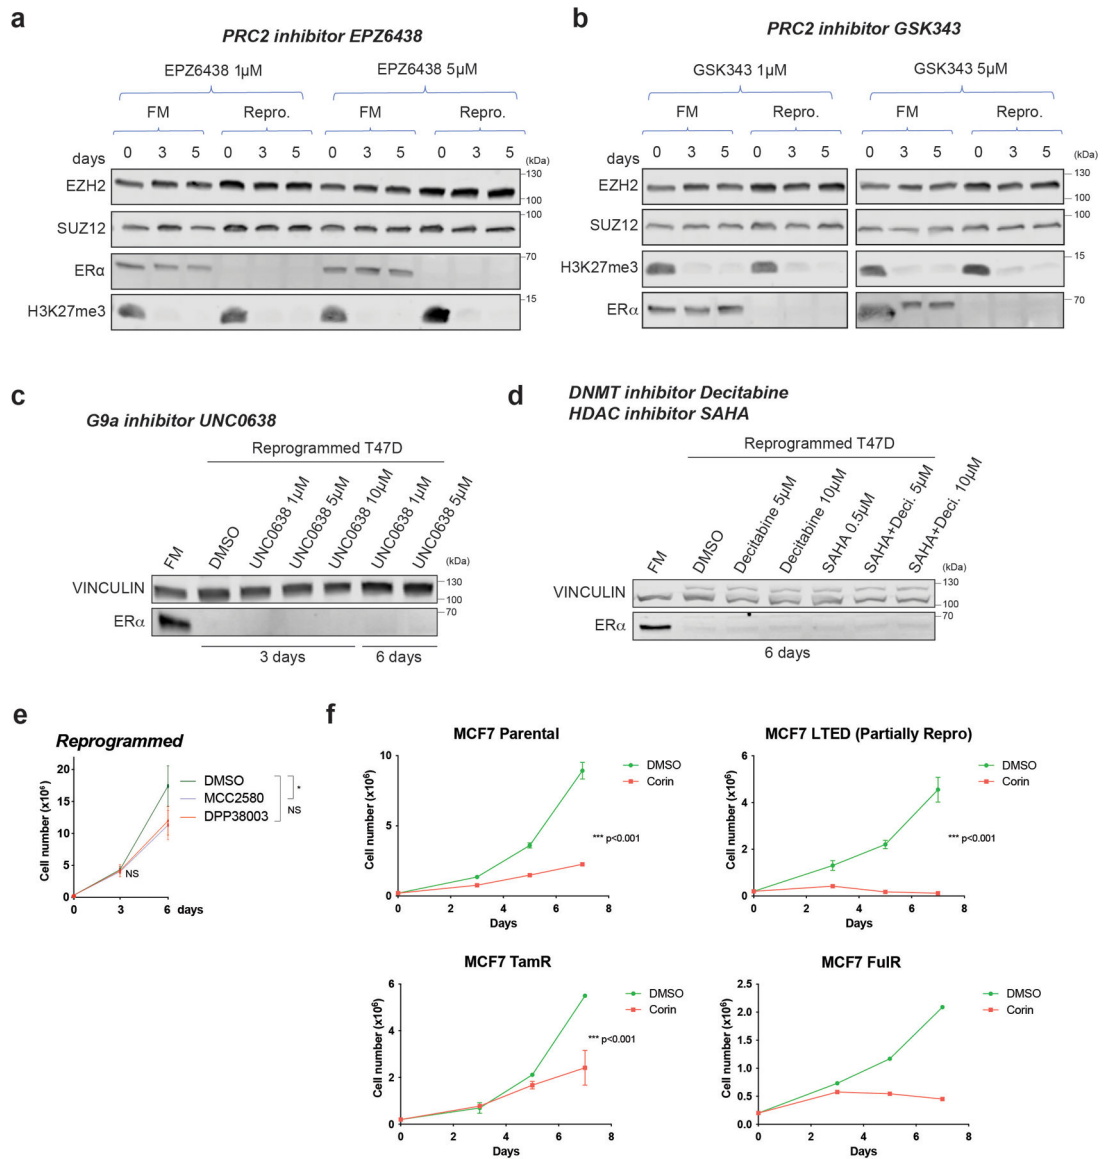 a
PRC2 inhibitor EPZ6438
EPZ6438 1µM
EPZ6438 5µM
FM
Repro.
FM
Repro.
days 0 3 5 0 3 5 0 3 5 0 3 5 (kDa)
EZH2
130
100
SUZ12
100
ERα
70
H3K27me3
15
b
PRC2 inhibitor GSK343
GSK343 1µM
GSK343 5µM
FM
Repro.
FM
Repro.
days 0 3 5 0 3 5 0 3 5 0 3 5
(kDa)
EZH2
130
100
SUZ12
100
H3K27me3
15
ERα
70
c
G9a inhibitor UNC0638
Reprogrammed T47D
FM
DMSO
UNC0638 1µM
UNC0638 5µM
UNC0638 10µM
UNC0638 1µM
UNC0638 5µM
(kDa)
VINCULIN
130
100
ERα
70
3 days
6 days
d
DNMT inhibitor Decitabine
HDAC inhibitor SAHA
Reprogrammed T47D
FM
DMSO
Decitabine 5µM
Decitabine 10µM
SAHA 0.5µM
SAHA+Deci. 5µM
SAHA+Deci. 10µM
(kDa)
VINCULIN
130
100
ERα
70
6 days
e
Reprogrammed
Cell number (x10⁶)
20
15
10
5
0
DMSO
MCC2580
DPP38003
*
NS
NS
0 3 6 days
f
MCF7 Parental
Cell number (x10⁶)
10
5
0
DMSO
Corin
*** p<0.001
0 2 4 6 8
Days
MCF7 LTED (Partially Repro)
Cell number (x10⁶)
6
4
2
0
DMSO
Corin
*** p<0.001
0 2 4 6 8
Days
MCF7 TamR
Cell number (x10⁶)
6
4
2
0
DMSO
Corin
*** p<0.001
0 2 4 6 8
Days
MCF7 FulR
Cell number (x10⁶)
2.5
2.0
1.5
1.0
0.5
0.0
DMSO
Corin
0 2 4 6 8
Days